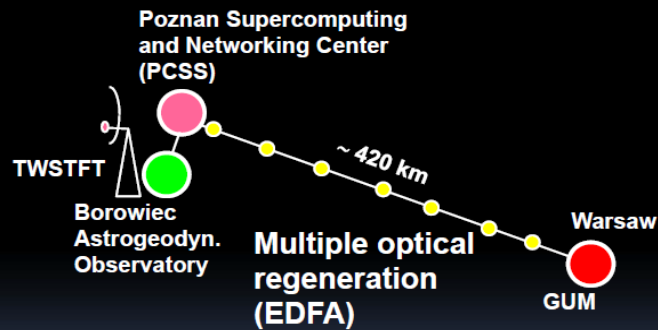 Poznan Supercomputing
and Networking Center
(PCSS)
~ 420 km
TWSTFT
Borowiec
Astrogeodyn.
Observatory
Multiple optical
regeneration
(EDFA)
Warsaw
GUM